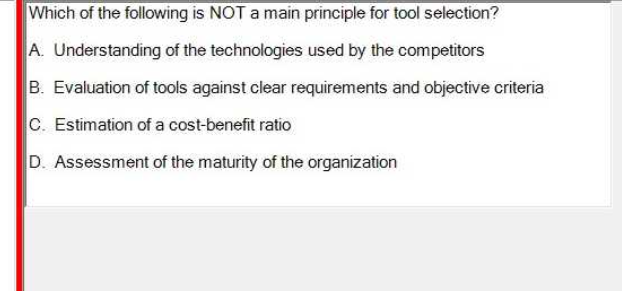 Which of the following is NOT a main principle for tool selection?
A. Understanding of the technologies used by the competitors
B. Evaluation of tools against clear requirements and objective criteria
C. Estimation of a cost-benefit ratio
D. Assessment of the maturity of the organization